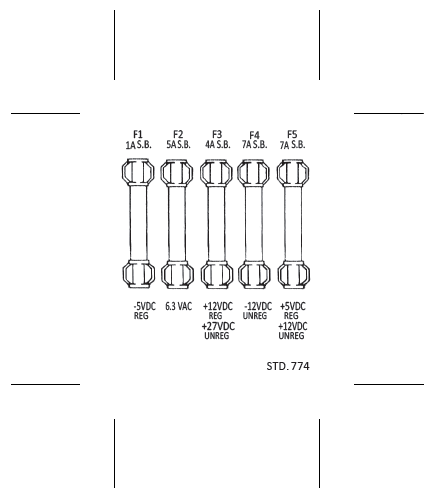 F1 F2 F3 F4 F5
1A S.B. 5A S.B. 4A S.B. 7A S.B. 7A S.B.
-5VDC 6.3 VAC +12VDC -12VDC +5VDC
REG REG UNREG REG
+27VDC +12VDC
UNREG UNREG
STD. 774